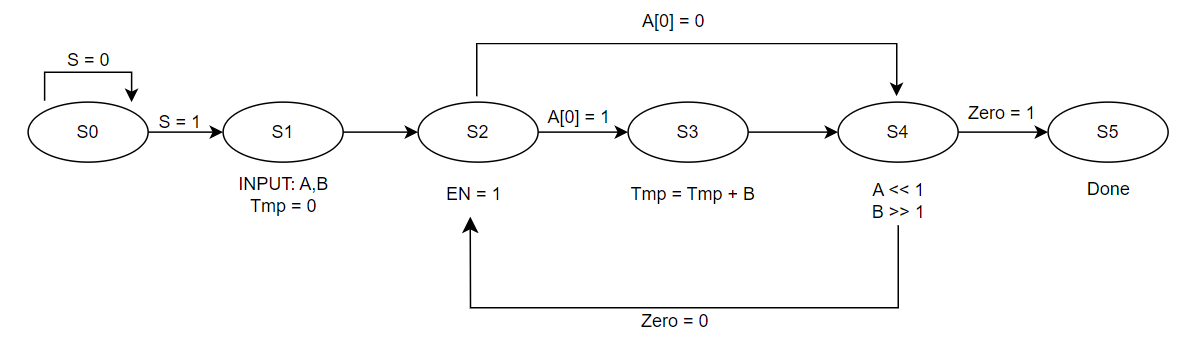 A[0] = 0
S = 0
S0
S = 1
S1
S2
A[0] = 1
S3
S4
Zero = 1
S5
INPUT: A,B
Tmp = 0
EN = 1
Tmp = Tmp + B
A << 1
B >> 1
Done
Zero = 0